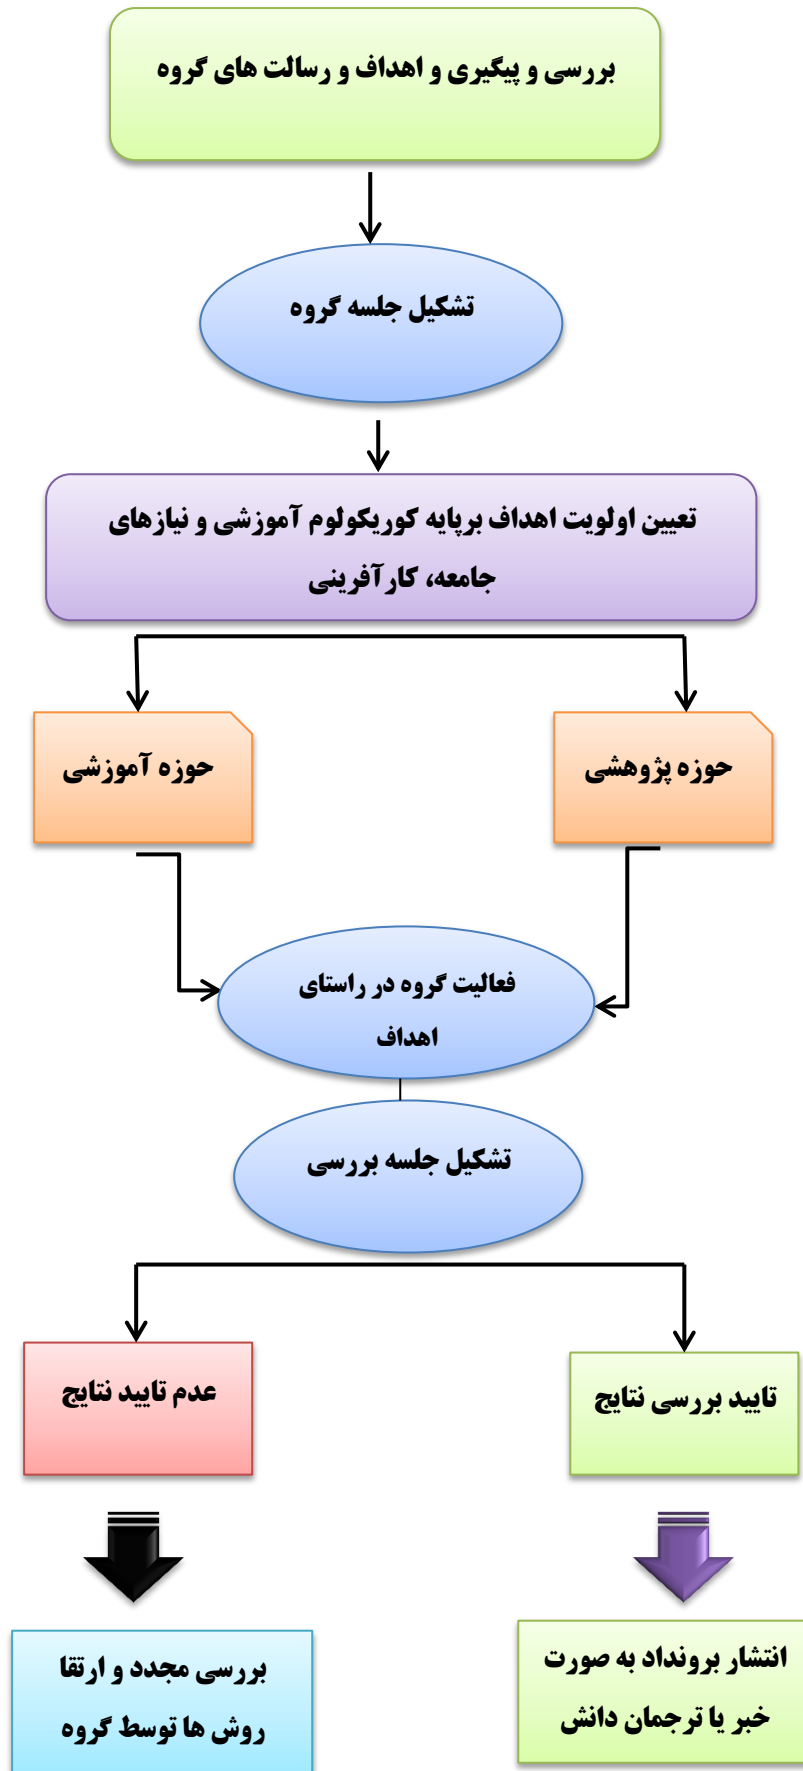 بررسی و پیگیری و اهداف و رسالت های گروه
تشکیل جلسه گروه
تعیین اولویت اهداف برپایه کوریکولوم آموزشی و نیازهای
جامعه، کارآفرینی
حوزه پژوهشی
حوزه آموزشی
فعالیت گروه در راستای
اهداف
تشکیل جلسه بررسی
تایید بررسی نتایج
عدم تایید نتایج
انتشار برونداد به صورت
خبر یا ترجمان دانش
بررسی مجدد و ارتقا
روش ها توسط گروه